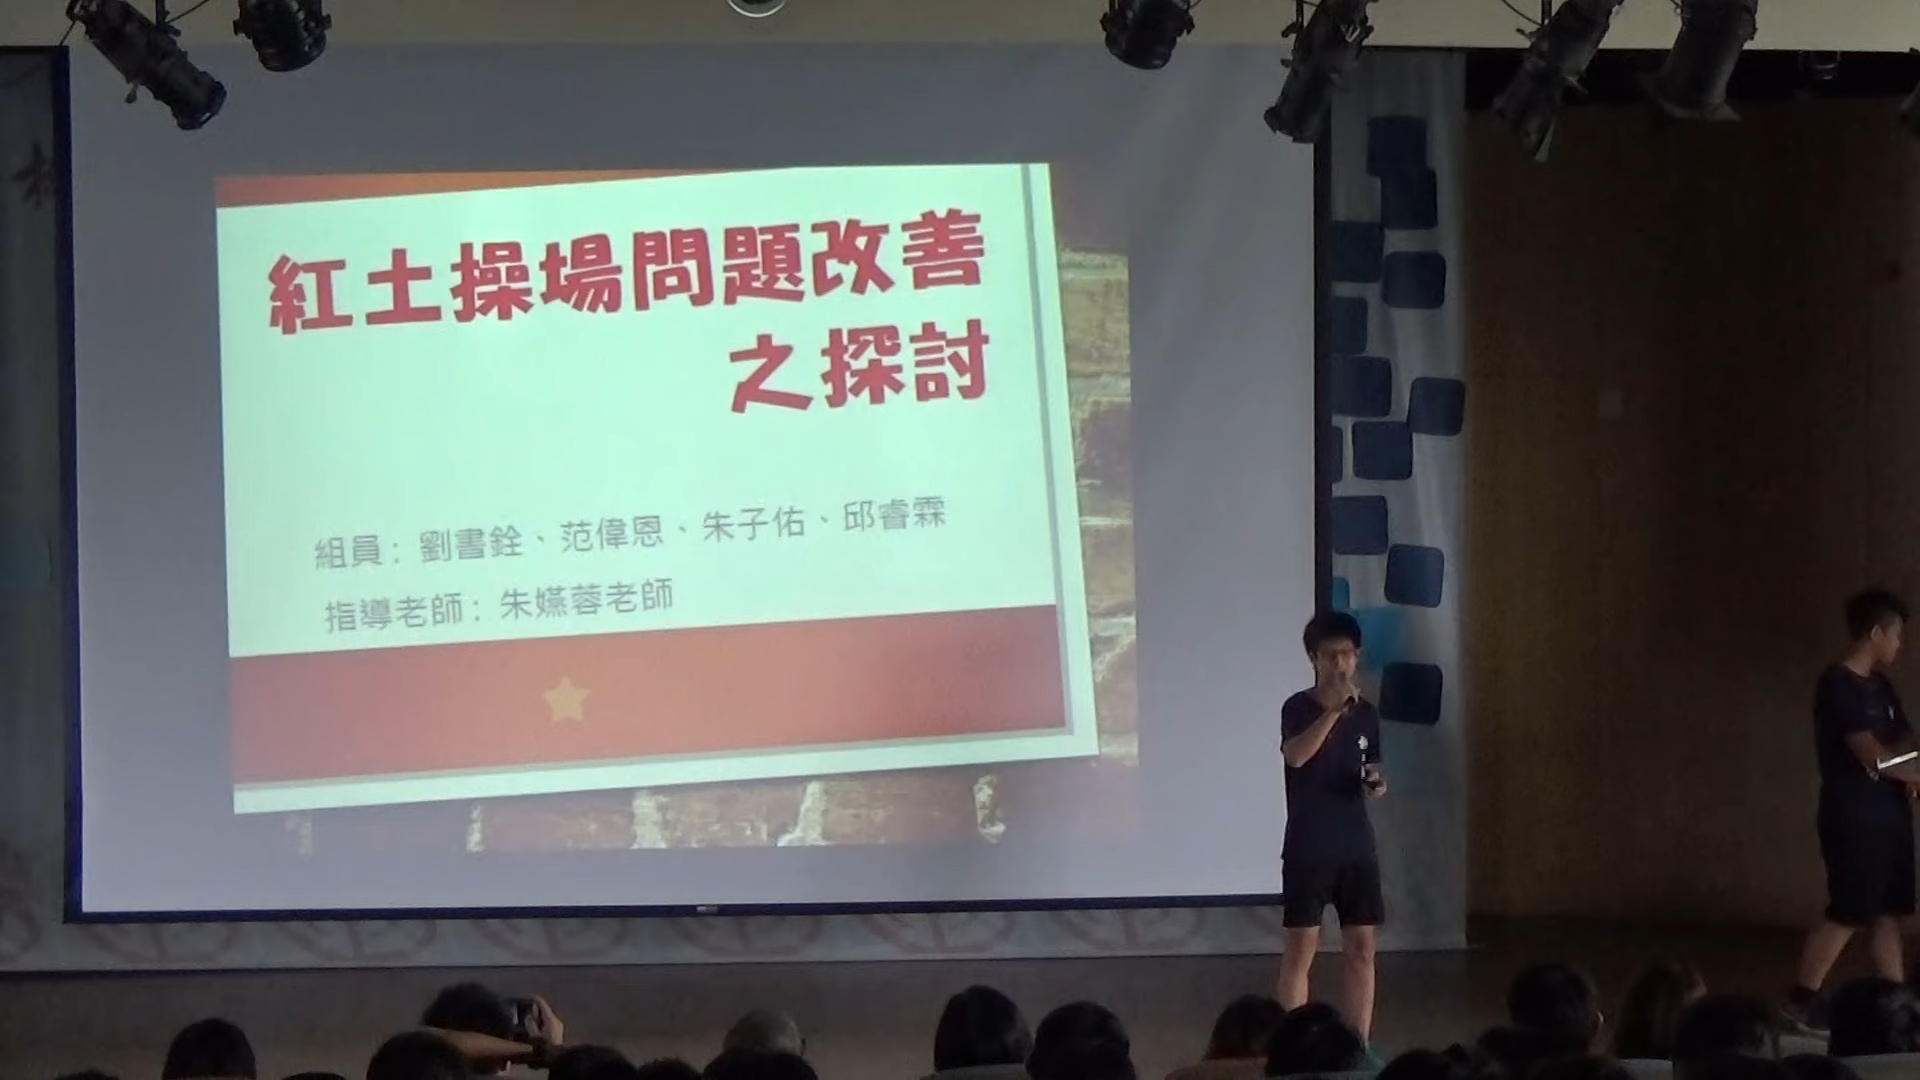 紅土操場問題改善
之探討
組員：劉書銓、范偉恩、朱子佑、邱睿霖
指導老師：朱嬿蓉老師